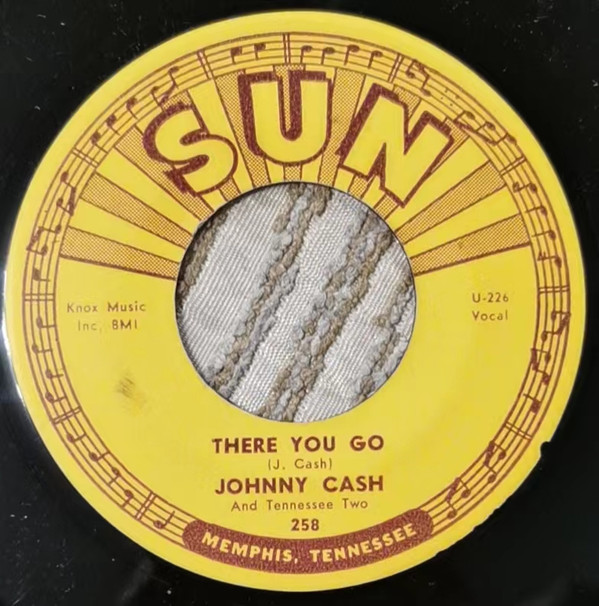 SUN
Knox Music
Inc, BMI
U-226
Vocal
THERE YOU GO
(J. Cash)
JOHNNY CASH
And Tennessee Two
258
MEMPHIS, TENNESSEE